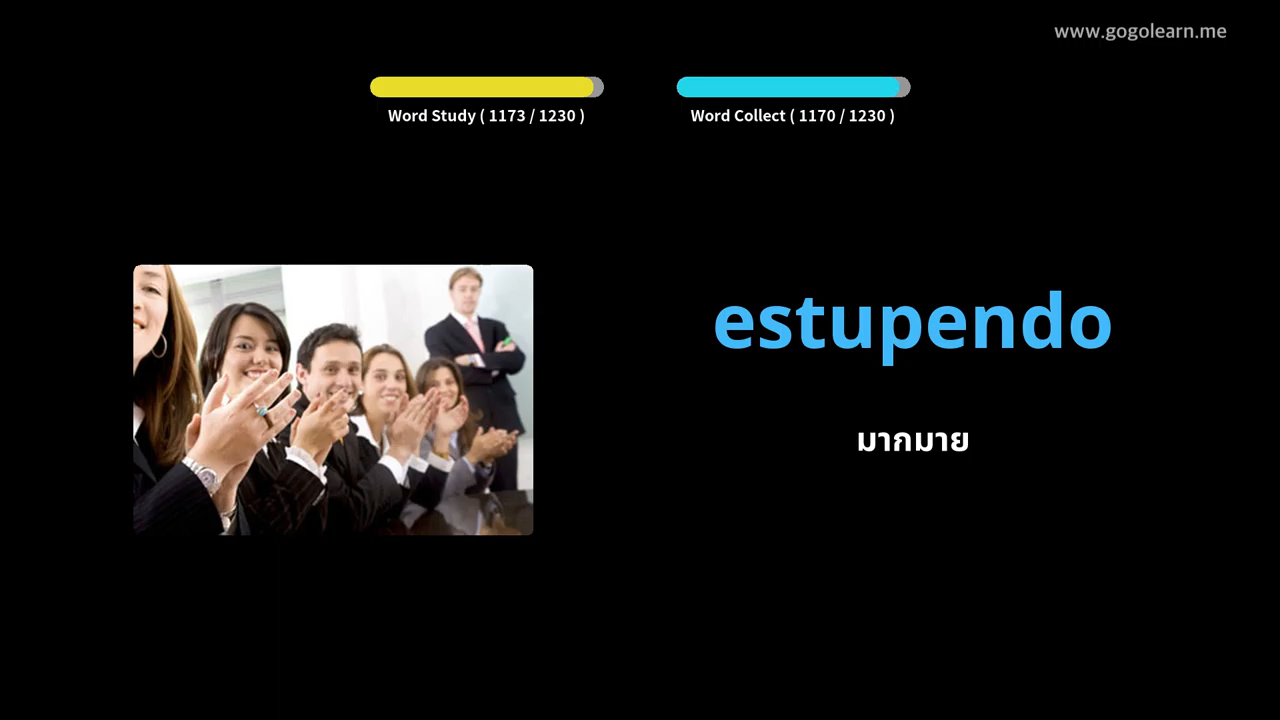 www.gogolearn.me
Word Study ( 1173 / 1230 )
Word Collect ( 1170 / 1230 )
estupendo
มากมาย